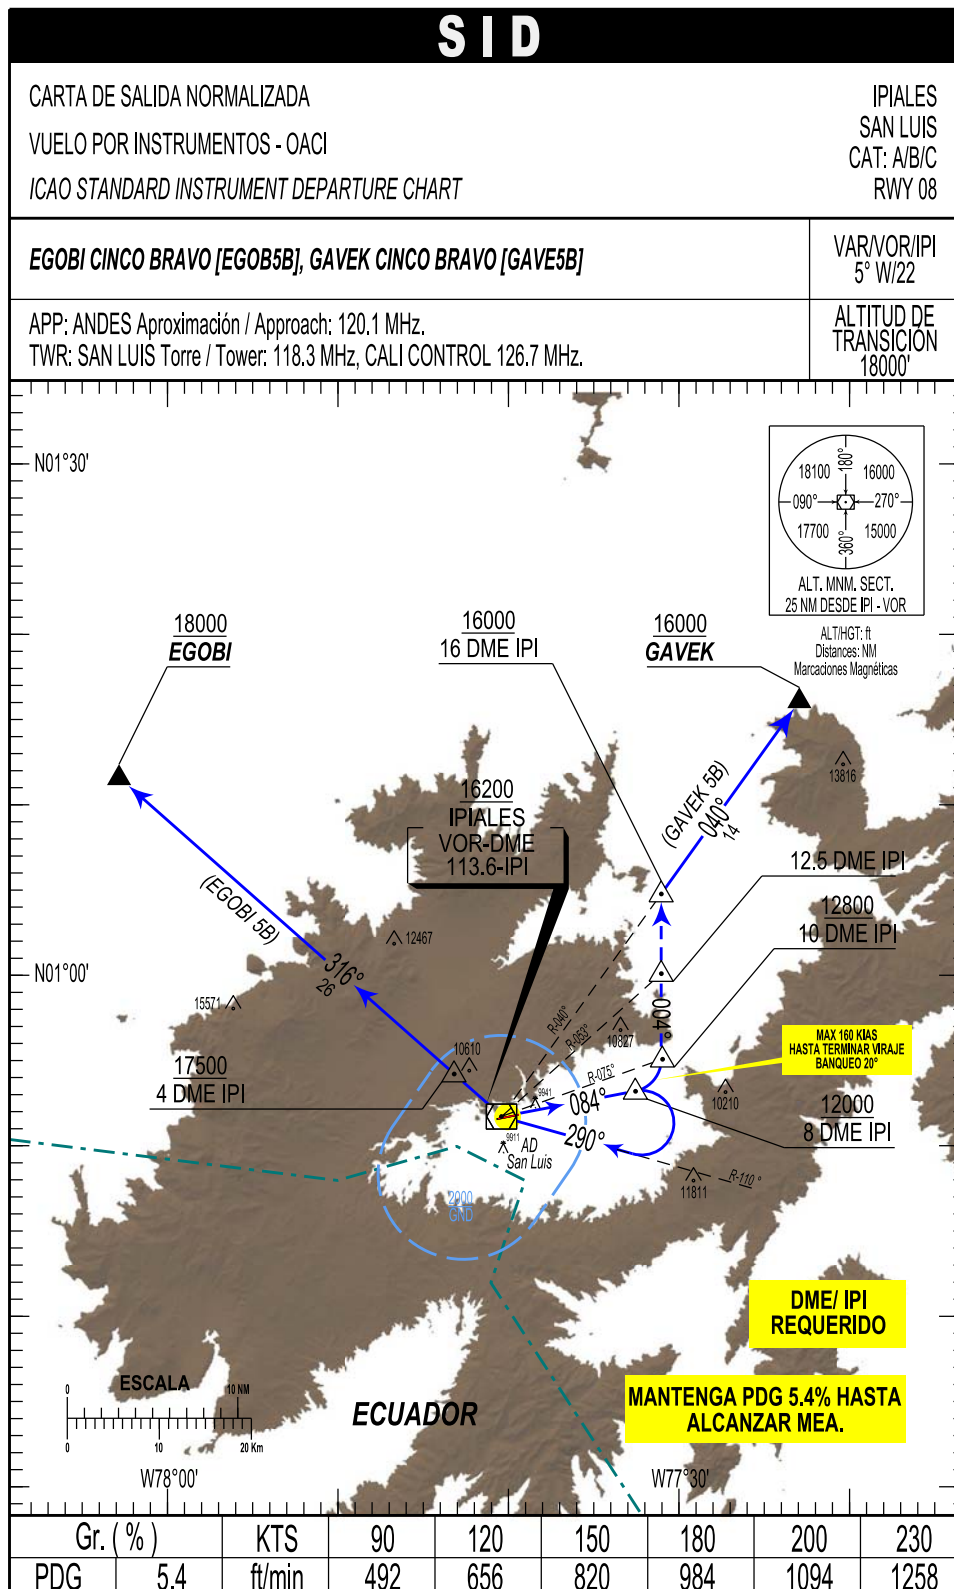 SID
CARTA DE SALIDA NORMALIZADA
VUELO POR INSTRUMENTOS - OACI
ICAO STANDARD INSTRUMENT DEPARTURE CHART
IPIALES
SAN LUIS
CAT: A/B/C
RWY 08
EGOBI CINCO BRAVO [EGOB5B], GAVEK CINCO BRAVO [GAVE5B]
VAR/VOR/IPI
5° W/22
APP: ANDES Aproximación / Approach: 120.1 MHz.
TWR: SAN LUIS Torre / Tower: 118.3 MHz, CALI CONTROL 126.7 MHz.
ALTITUD DE
TRANSICIÓN
18000'
N01°30'
18100
180°
16000
090°
270°
17700
360°
15000
ALT. MNM. SECT.
25 NM DESDE IPI - VOR
ALT/HGT: ft
Distances: NM
Marcaciones Magnéticas
18000
EGOBI
16000
16 DME IPI
16000
GAVEK
13816
16200
IPIALES
VOR-DME
113.6-IPI
(GAVEK 5B)
040°
14
12.5 DME IPI
12800
10 DME IPI
(EGOBI 5B)
316°
26
12467
N01°00'
15571
R-040°
R-053°
10827
004°
MAX 160 KIAS
HASTA TERMINAR VIRAJE
BANQUEO 20°
17500
4 DME IPI
10610
R-075°
9941
084°
10210
12000
8 DME IPI
290°
9911
AD
San Luis
R-110°
11811
2000
GND
DME/ IPI
REQUERIDO
MANTENGA PDG 5.4% HASTA
ALCANZAR MEA.
ESCALA
0
10 NM
0
10
20 Km
ECUADOR
W78°00'
W77°30'
Gr. ( % ) KTS 90 120 150 180 200 230
PDG 5.4 ft/min 492 656 820 984 1094 1258